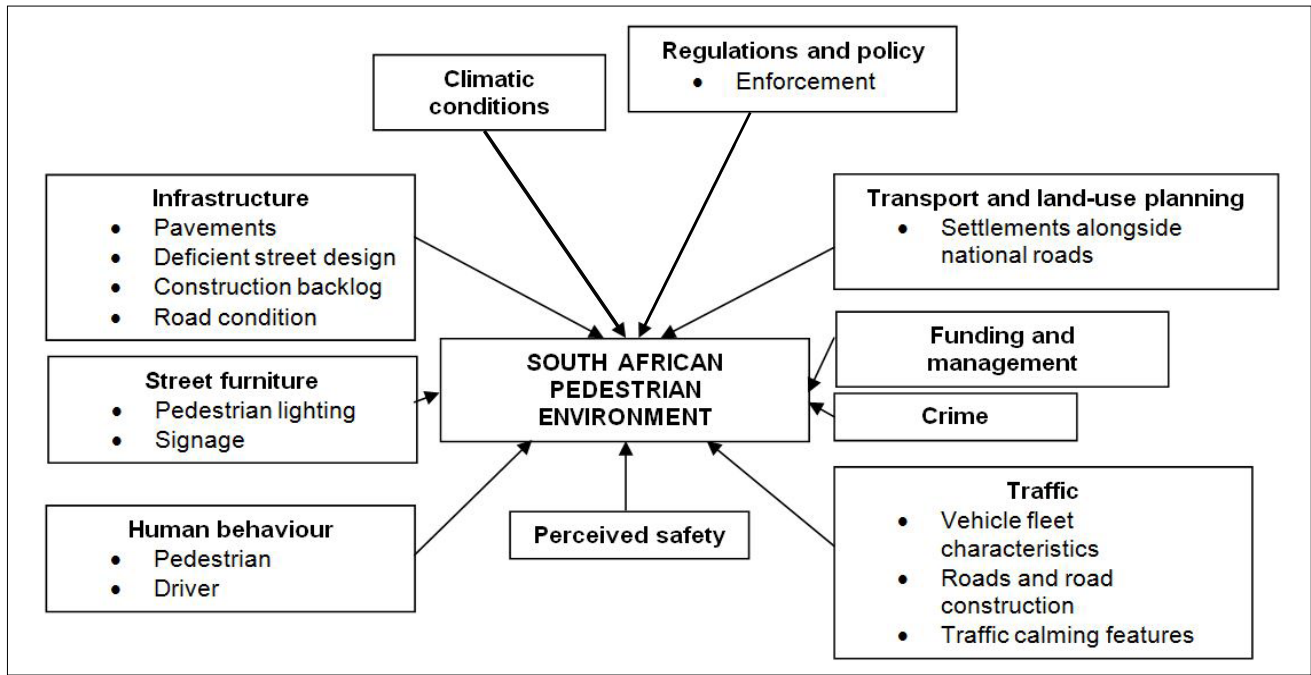 Climatic
conditions
Regulations and policy
• Enforcement
Infrastructure
• Pavements
• Deficient street design
• Construction backlog
• Road condition
Transport and land-use planning
• Settlements alongside
national roads
Street furniture
• Pedestrian lighting
• Signage
SOUTH AFRICAN
PEDESTRIAN
ENVIRONMENT
Funding and
management
Crime
Human behaviour
• Pedestrian
• Driver
Perceived safety
Traffic
• Vehicle fleet
characteristics
• Roads and road
construction
• Traffic calming features